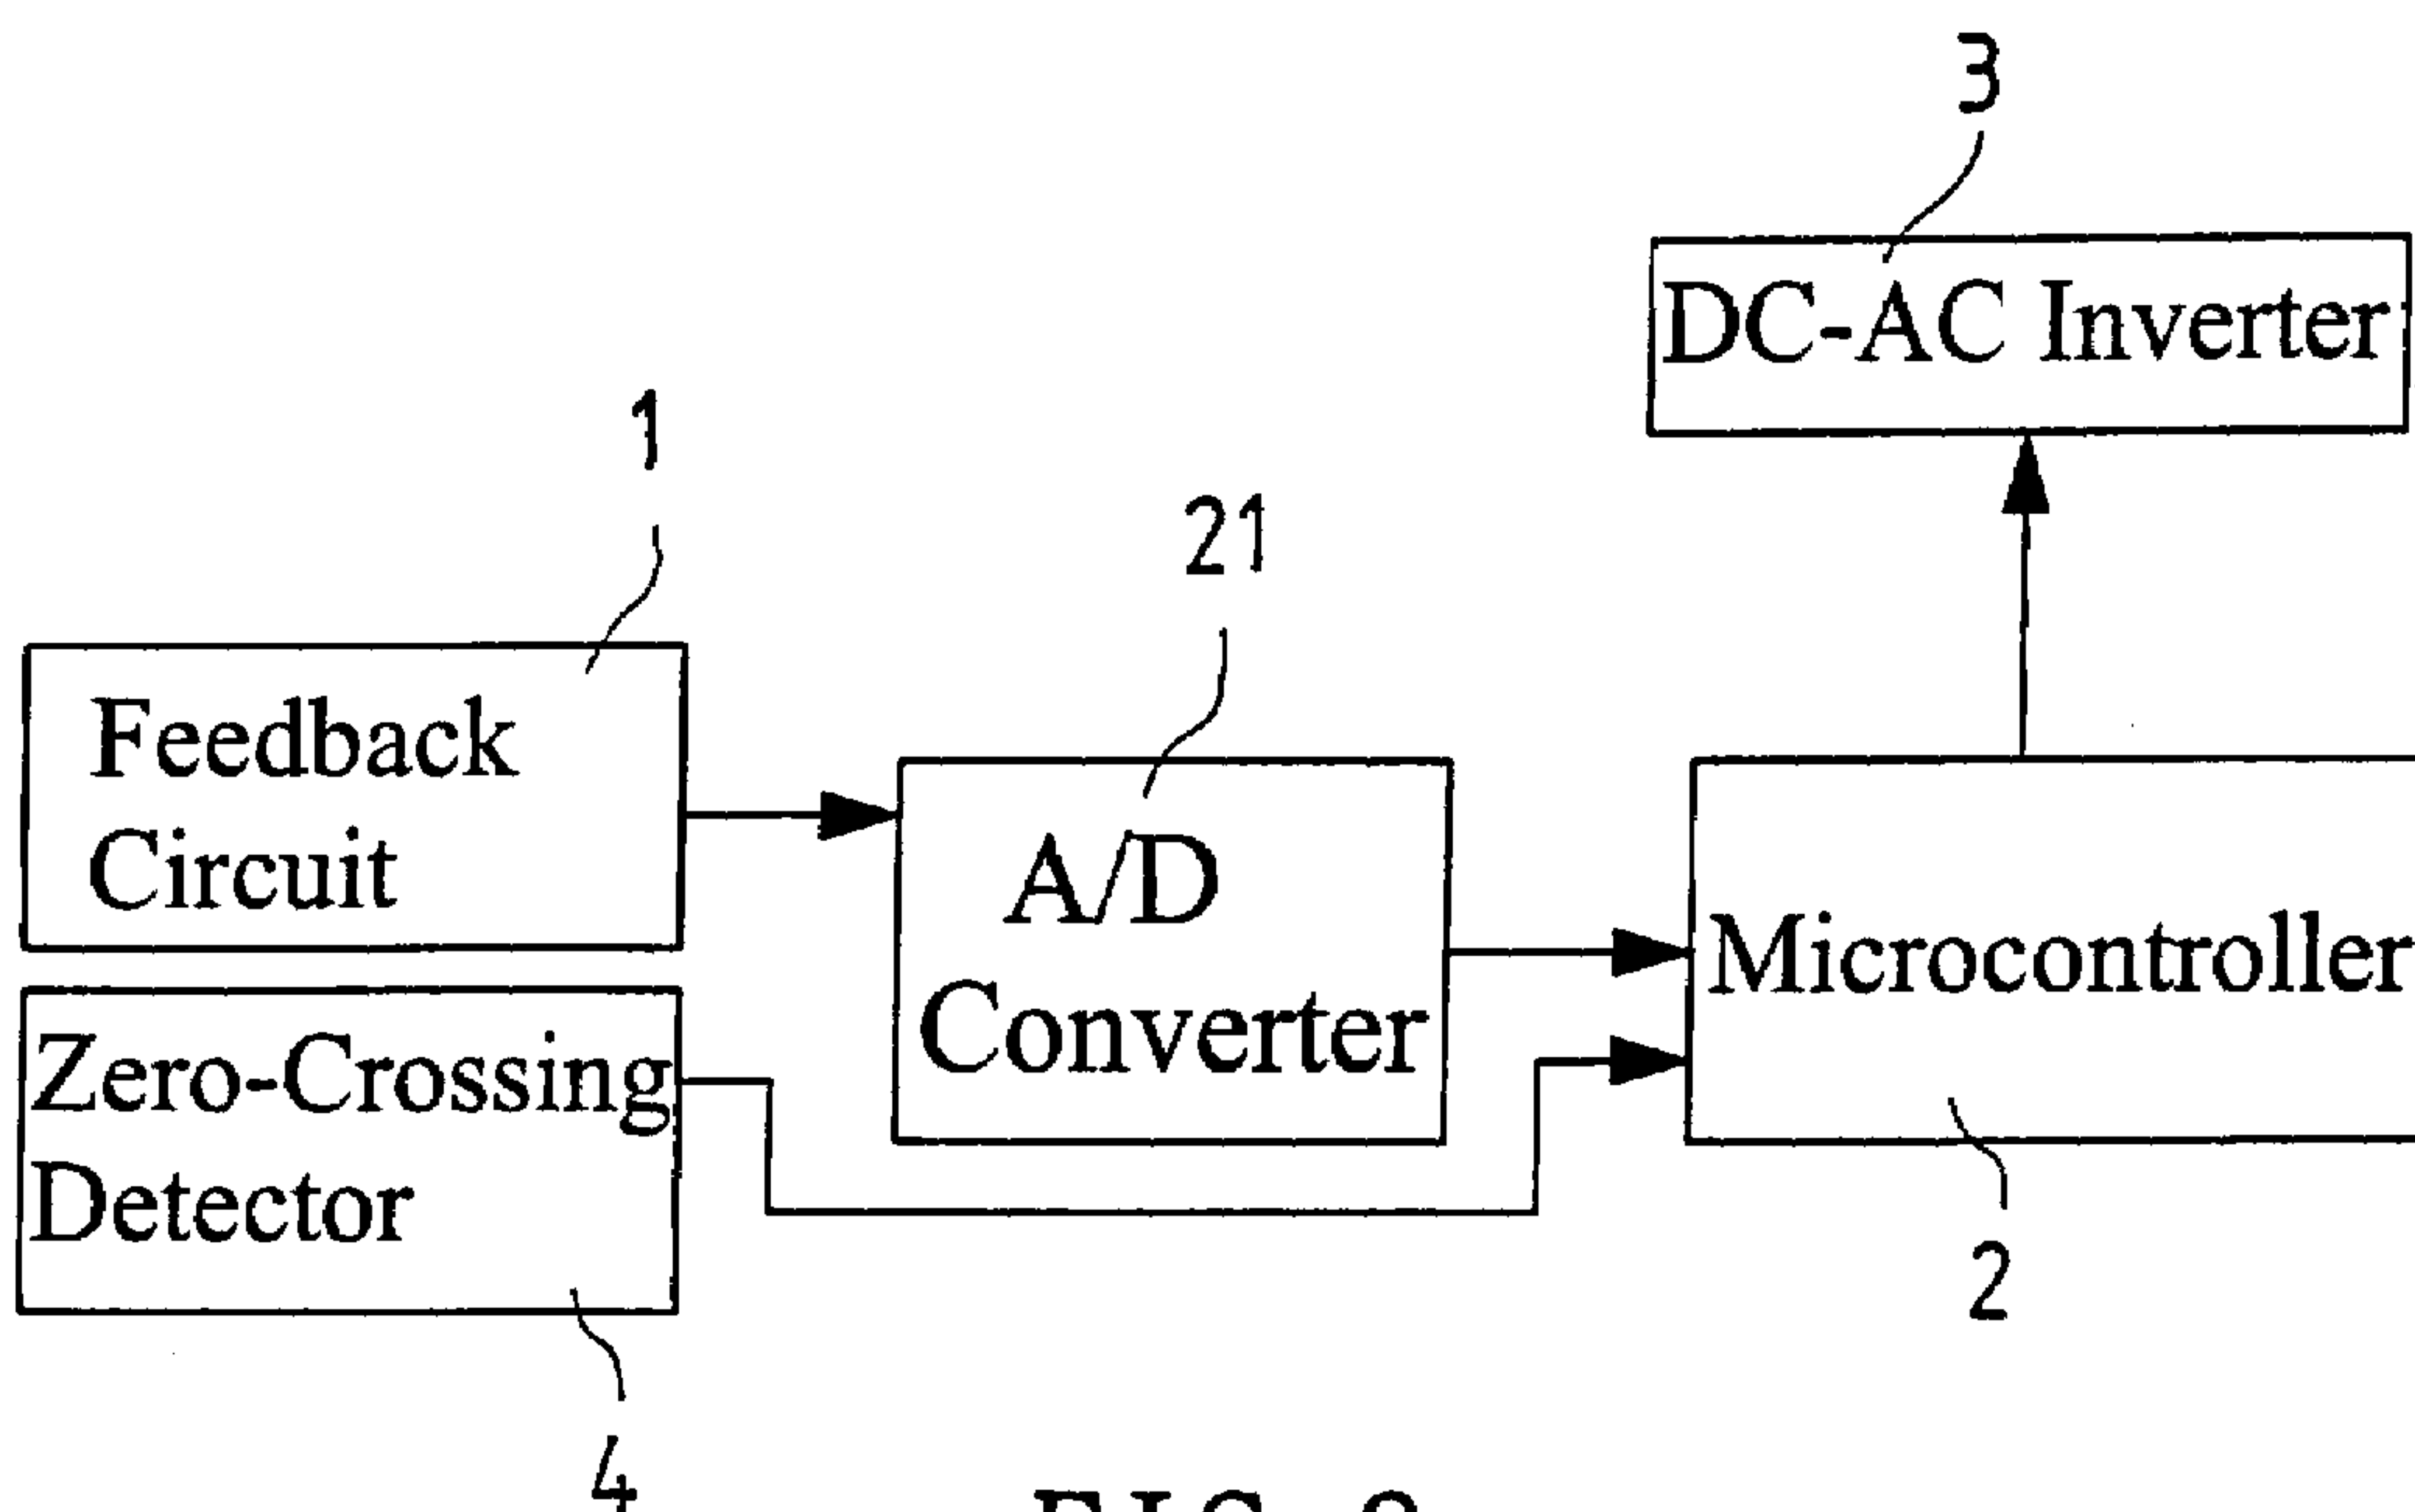 3
DC-AC Inverter
1
21
Feedback
Circuit
A/D
Converter
Microcontroller
Zero-Crossing
Detector
2
4